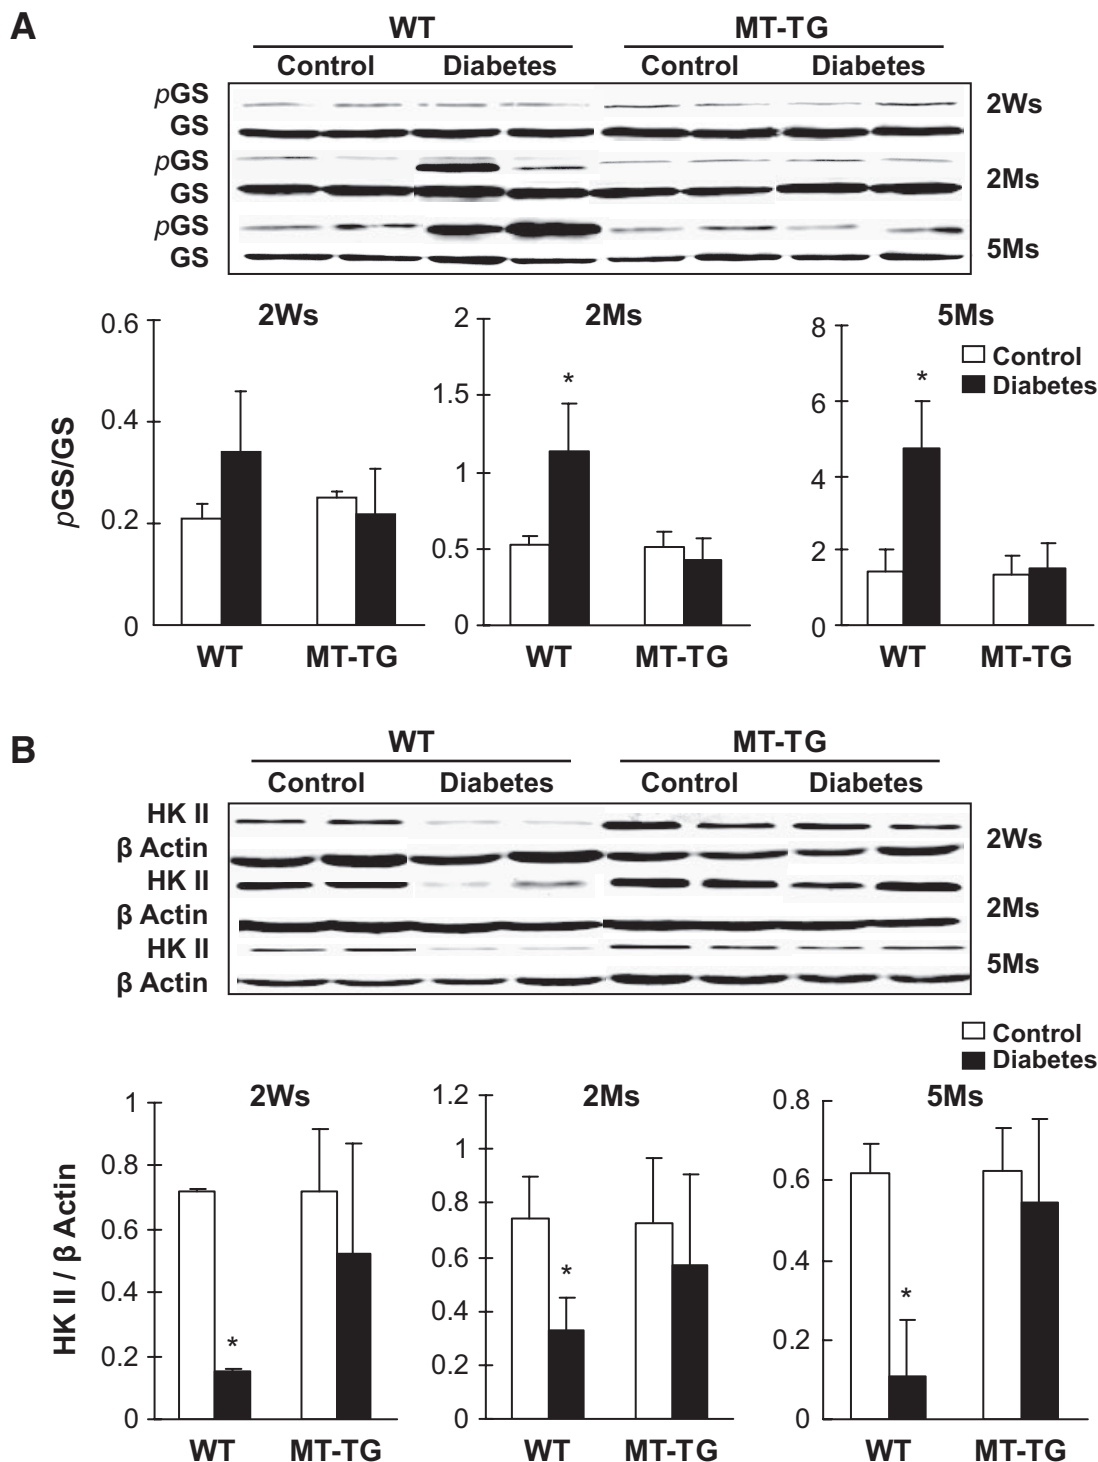 A
WT MT-TG
Control Diabetes Control Diabetes
pGS
GS
2Ws
pGS
GS
2Ms
pGS
GS
5Ms
2Ws 2Ms 5Ms
Control
Diabetes
pGS/GS
0.6
0.4
0.2
0
WT MT-TG
2
1.5
1
0.5
0
*
WT MT-TG
8
6
4
2
0
*
WT MT-TG
B
WT MT-TG
Control Diabetes Control Diabetes
HK II
β Actin
2Ws
HK II
β Actin
2Ms
HK II
β Actin
5Ms
Control
Diabetes
2Ws 2Ms 5Ms
HK II / β Actin
1
0.8
0.6
0.4
0.2
0
*
WT MT-TG
1.2
1
0.8
0.6
0.4
0.2
0
*
WT MT-TG
0.8
0.6
0.4
0.2
0
*
WT MT-TG